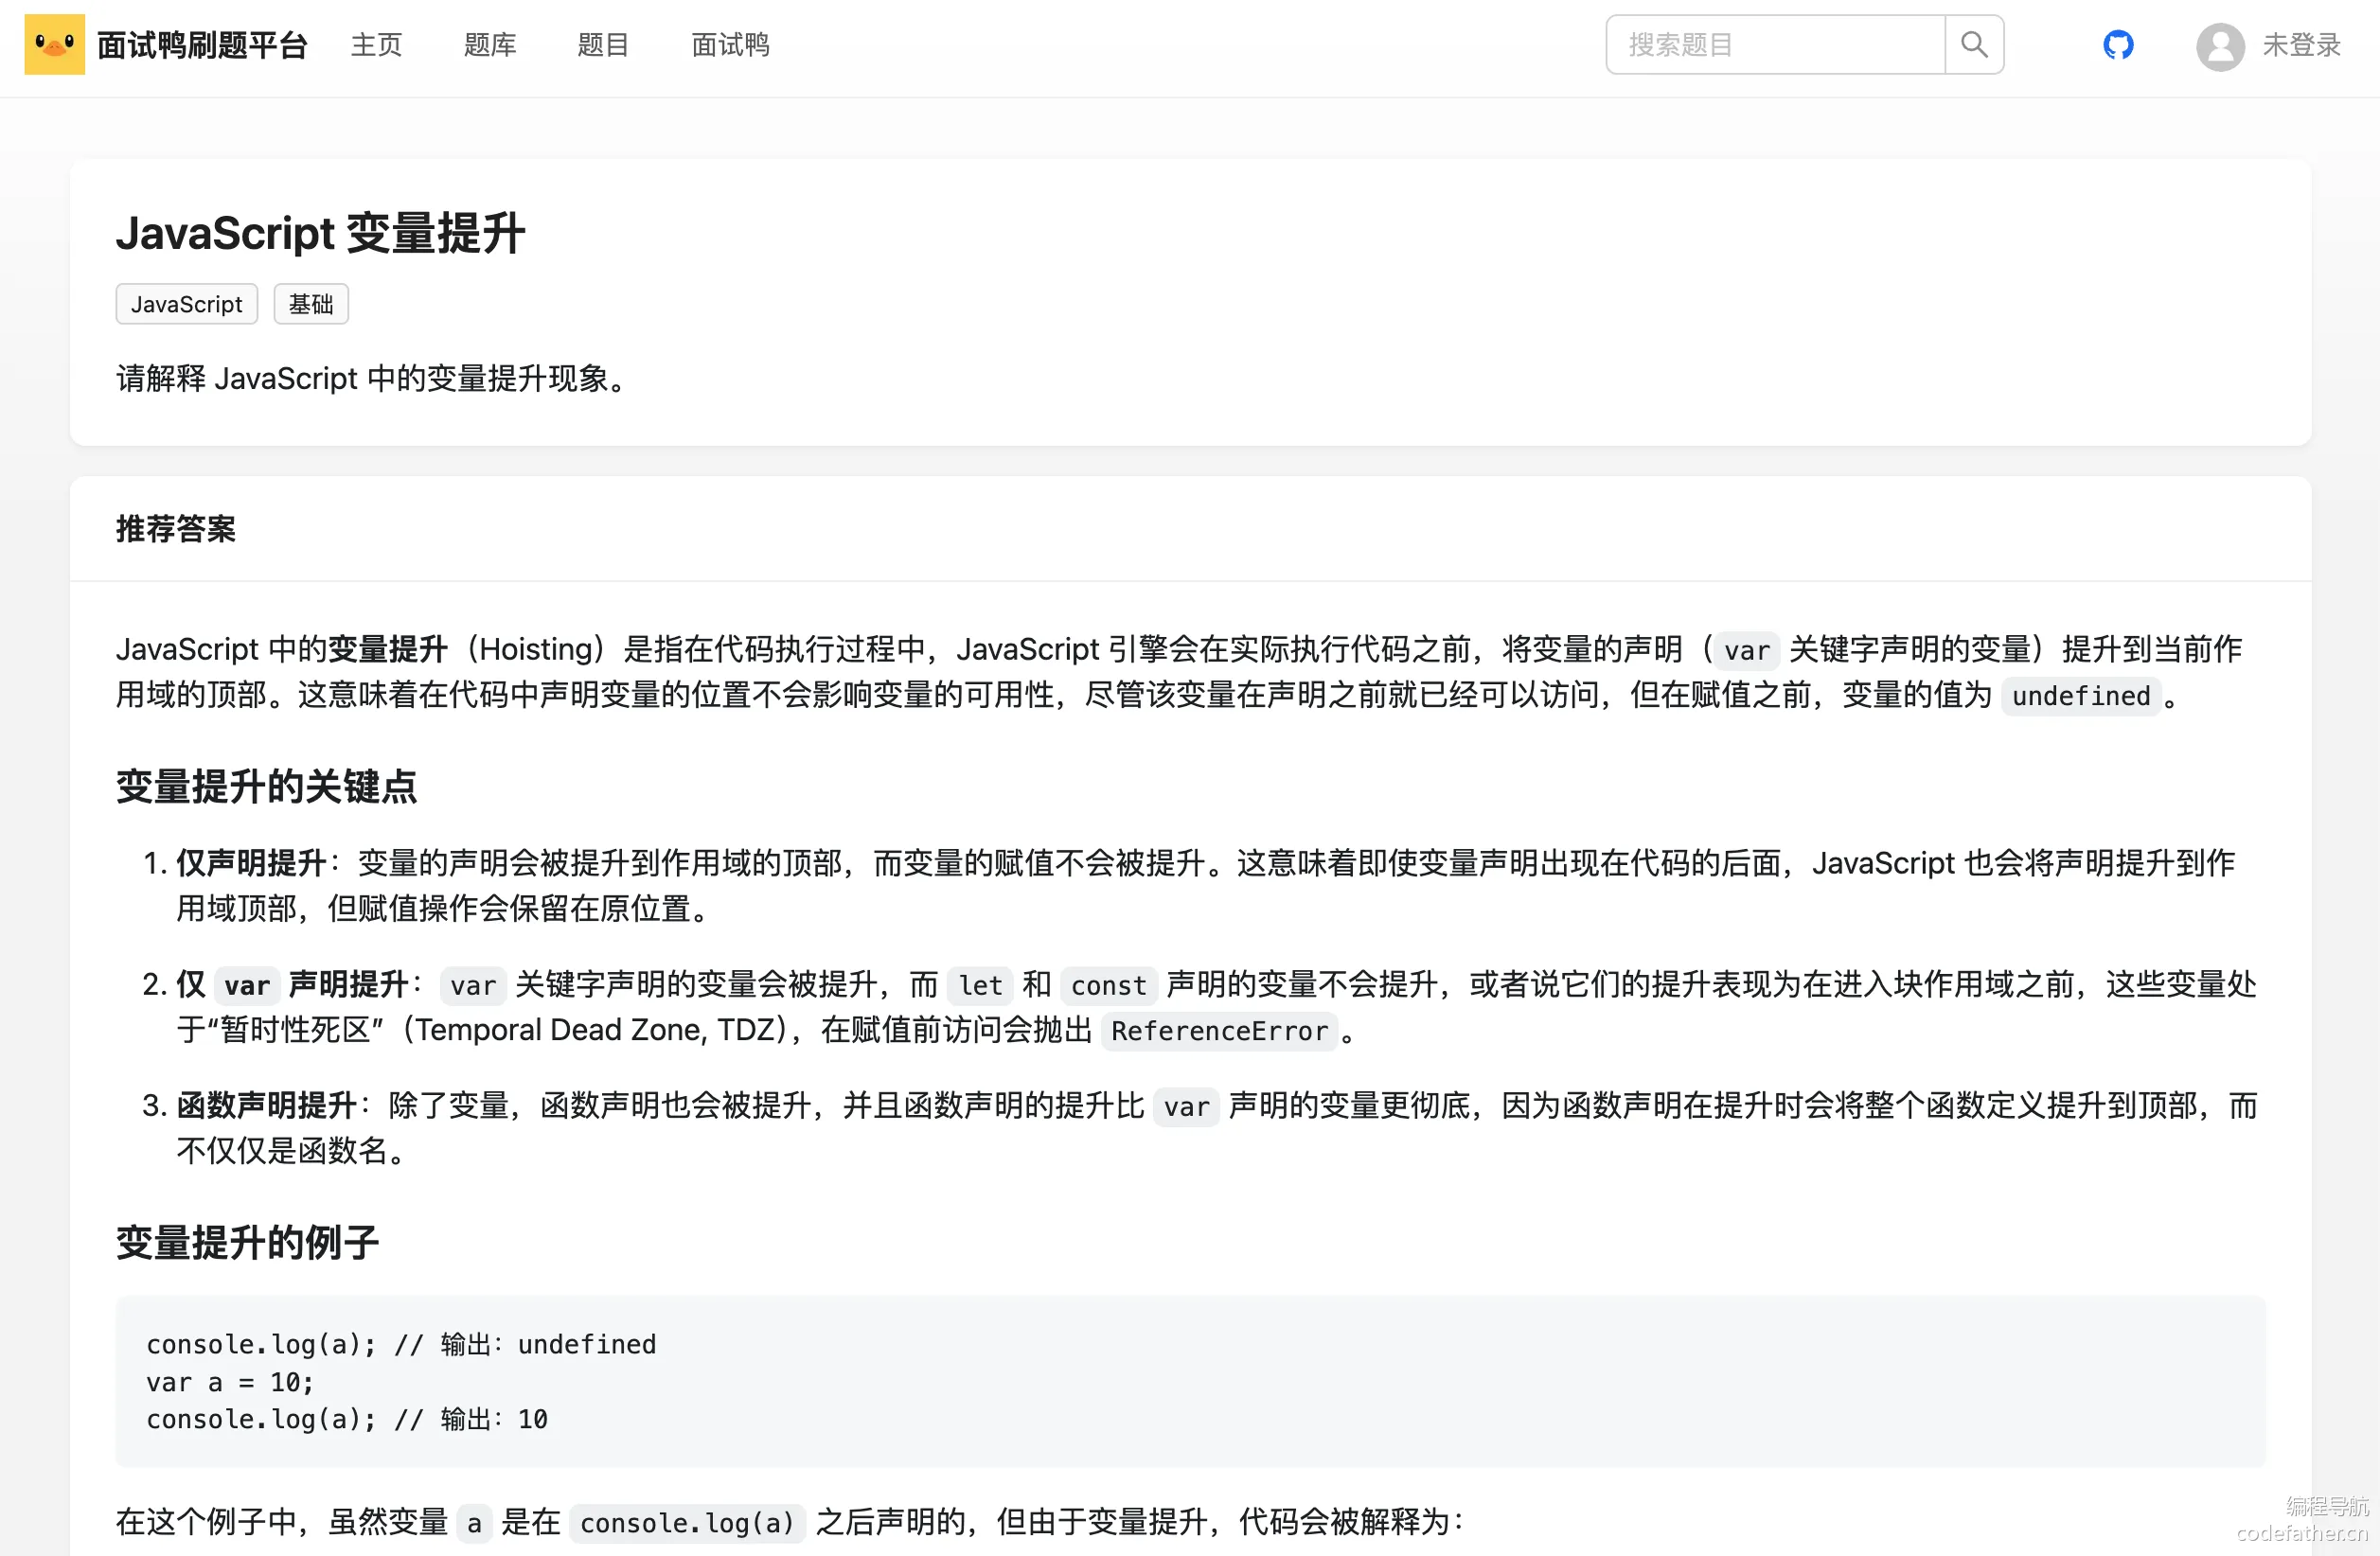 面试鸭刷题平台 主页 题库 题目 面试鸭 搜索题目 未登录
JavaScript 变量提升
JavaScript 基础
请解释 JavaScript 中的变量提升现象。
推荐答案
JavaScript 中的变量提升（Hoisting）是指在代码执行过程中，JavaScript 引擎会在实际执行代码之前，将变量的声明（var 关键字声明的变量）提升到当前作
用域的顶部。这意味着在代码中声明变量的位置不会影响变量的可用性，尽管该变量在声明之前就已经可以访问，但在赋值之前，变量的值为 undefined。
变量提升的关键点
1. 仅声明提升：变量的声明会被提升到作用域的顶部，而变量的赋值不会被提升。这意味着即使变量声明出现在代码的后面，JavaScript 也会将声明提升到作
用域顶部，但赋值操作会保留在原位置。
2. 仅 var 声明提升：var 关键字声明的变量会被提升，而 let 和 const 声明的变量不会提升，或者说它们的提升表现为在进入块作用域之前，这些变量处
于“暂时性死区”（Temporal Dead Zone, TDZ），在赋值前访问会抛出 ReferenceError。
3. 函数声明提升：除了变量，函数声明也会被提升，并且函数声明的提升比 var 声明的变量更彻底，因为函数声明在提升时会将整个函数定义提升到顶部，而
不仅仅是函数名。
变量提升的例子
console.log(a); // 输出：undefined
var a = 10;
console.log(a); // 输出：10
在这个例子中，虽然变量 a 是在 console.log(a) 之后声明的，但由于变量提升，代码会被解释为：
编程导航
codefather.cn